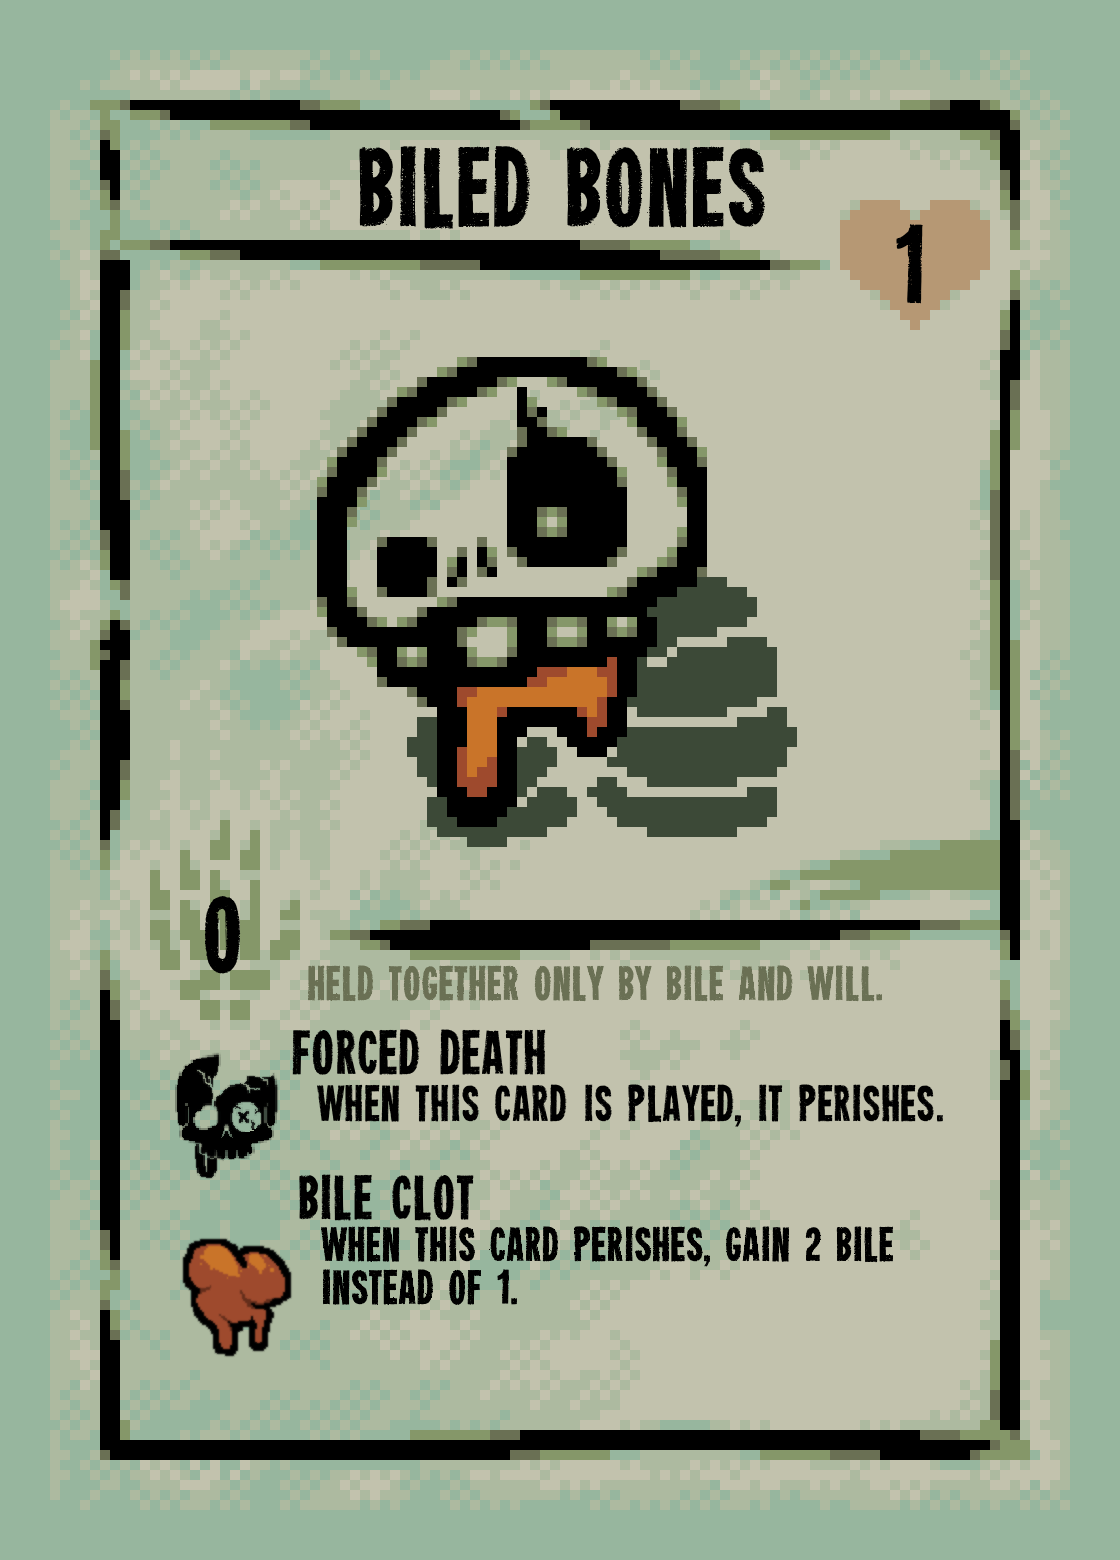 BILED BONES
1
0
HELD TOGETHER ONLY BY BILE AND WILL.
FORCED DEATH
WHEN THIS CARD IS PLAYED, IT PERISHES.
BILE CLOT
WHEN THIS CARD PERISHES, GAIN 2 BILE
INSTEAD OF 1.